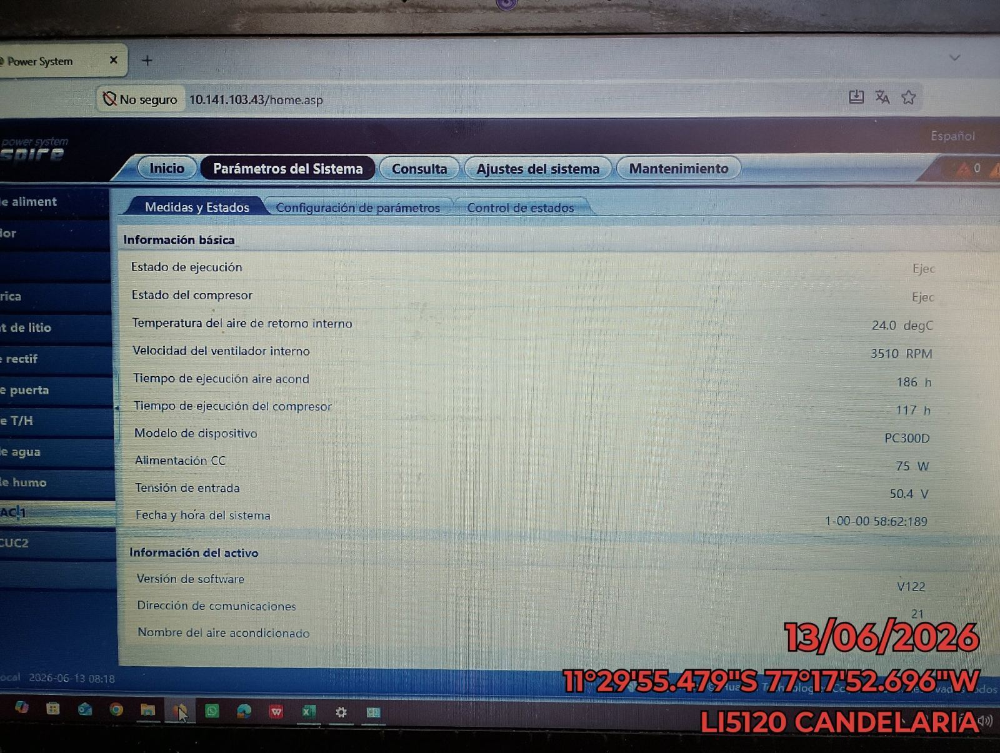 Power System × +
No seguro 10.141.103.43/home.asp
power system
spire
Español
Inicio Parámetros del Sistema Consulta Ajustes del sistema Mantenimiento 0
Medidas y Estados Configuración de parámetros Control de estados
e aliment
rica
t de litio
rectif
e puerta
e T/H
e agua
e humo
CUC2
Información básica
Estado de ejecución Ejec
Estado del compresor Ejec
Temperatura del aire de retorno interno 24.0 degC
Velocidad del ventilador interno 3510 RPM
Tiempo de ejecución aire acond 186 h
Tiempo de ejecución del compresor 117 h
Modelo de dispositivo PC300D
Alimentación CC 75 W
Tensión de entrada 50.4 V
Fecha y hora del sistema 1-00-00 58:62:189
Información del activo
Versión de software V122
Dirección de comunicaciones 21
Nombre del aire acondicionado
ocal 2026-06-13 08:18
13/06/2026
11°29'55.479"S 77°17'52.696"W
LI5120 CANDELARIA